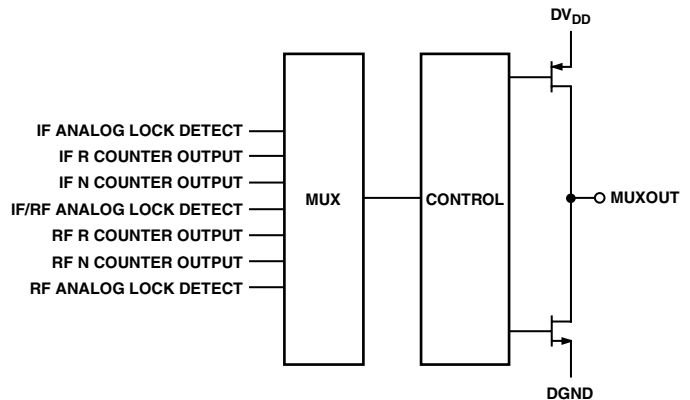 DVDD
IF ANALOG LOCK DETECT
IF R COUNTER OUTPUT
IF N COUNTER OUTPUT
IF/RF ANALOG LOCK DETECT
RF R COUNTER OUTPUT
RF N COUNTER OUTPUT
RF ANALOG LOCK DETECT
MUX
CONTROL
MUXOUT
DGND